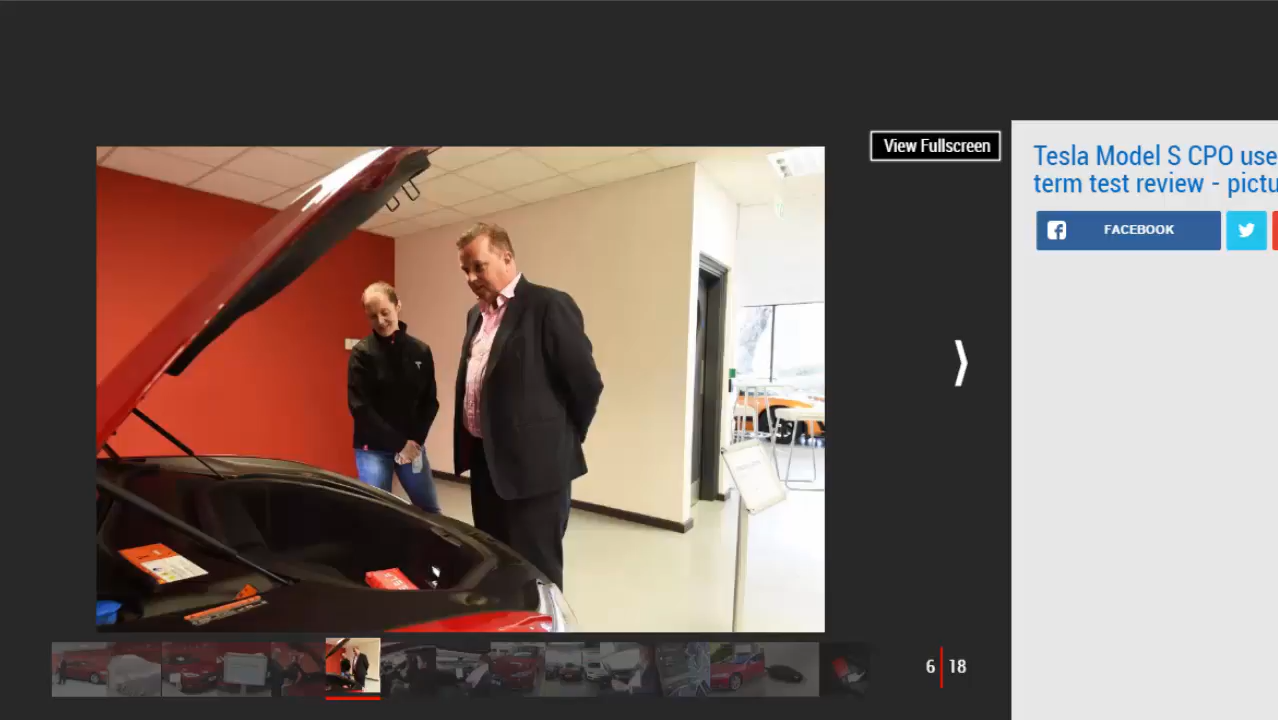 View Fullscreen
Tesla Model S CPO use
term test review - pictu
FACEBOOK
6 18